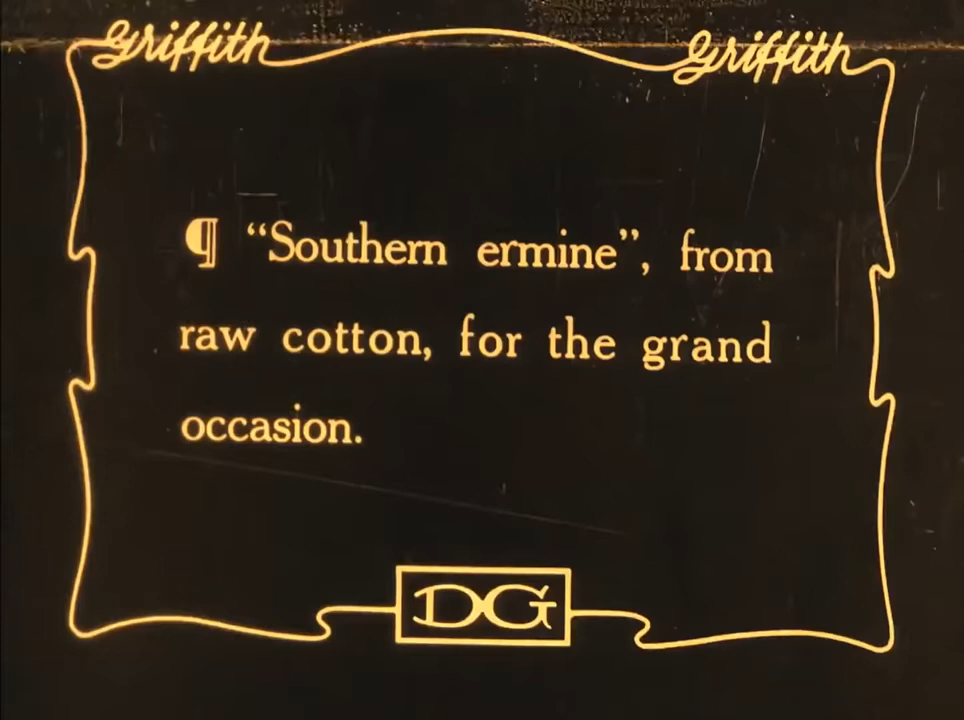 Griffith Griffith
¶ “Southern ermine”, from
raw cotton, for the grand
occasion.
DG